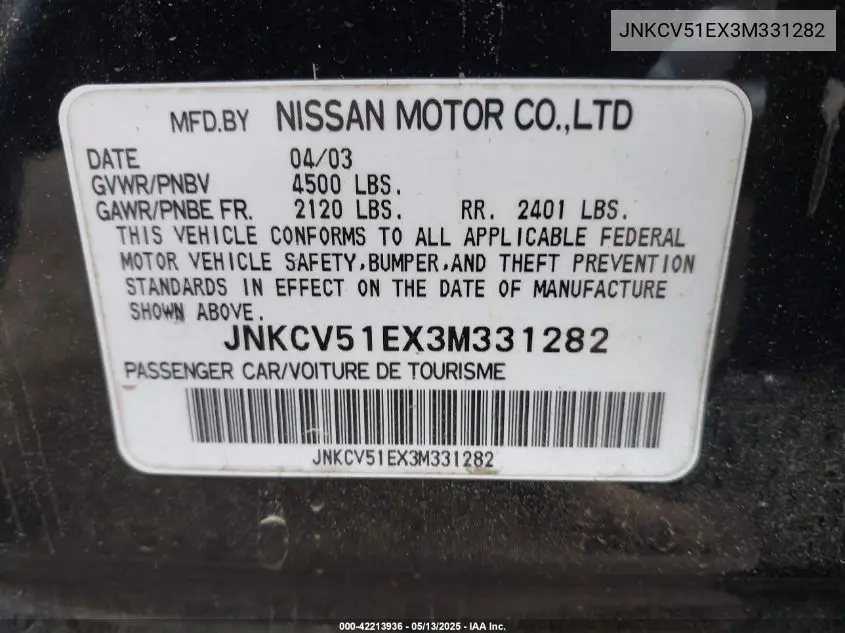 JNKCV51EX3M331282
MFD.BY NISSAN MOTOR CO.,LTD
DATE 04/03
GVWR/PNBV 4500 LBS.
GAWR/PNBE FR. 2120 LBS. RR. 2401 LBS.
THIS VEHICLE CONFORMS TO ALL APPLICABLE FEDERAL
MOTOR VEHICLE SAFETY,BUMPER,AND THEFT PREVENTION
STANDARDS IN EFFECT ON THE DATE OF MANUFACTURE
SHOWN ABOVE.
JNKCV51EX3M331282
PASSENGER CAR/VOITURE DE TOURISME
JNKCV51EX3M331282
000-42213936 - 05/13/2025 - IAA Inc.